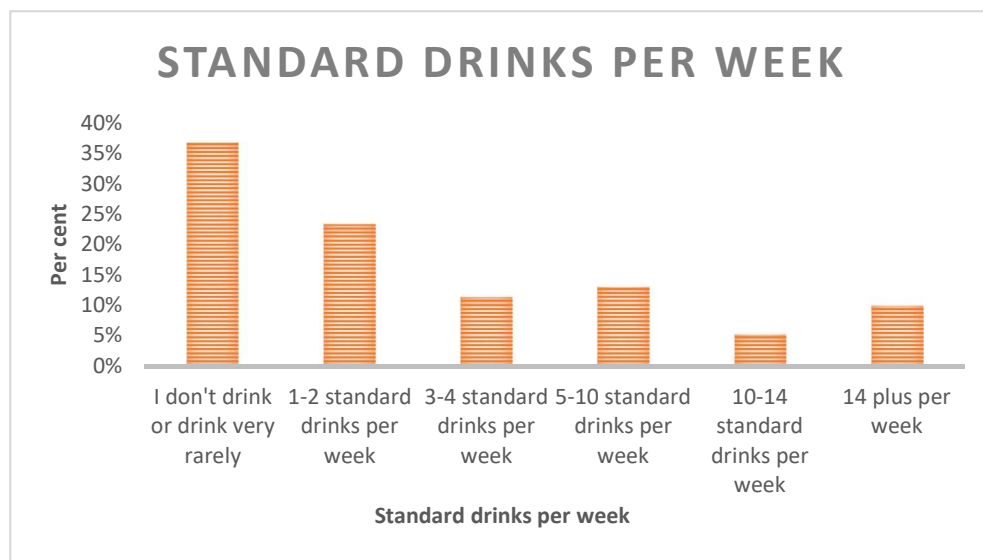 STANDARD DRINKS PER WEEK
40%
35%
30%
25%
20%
15%
10%
5%
0%
Per cent
I don't drink
or drink very
rarely
1-2 standard
drinks per
week
3-4 standard
drinks per
week
5-10 standard
drinks per
week
10-14
standard
drinks per
week
14 plus per
week
Standard drinks per week